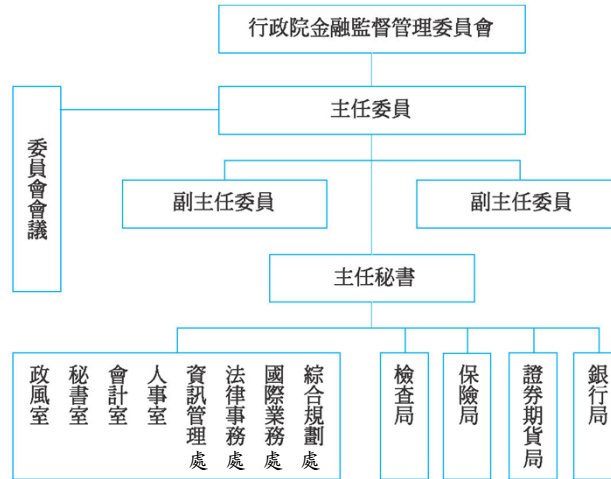 行政院金融監督管理委員會
主任委員
委員會會議
副主任委員
副主任委員
主任秘書
政風室
秘書室
會計室
人事室
資訊管理處
法律事務處
國際業務處
綜合規劃處
檢查局
保險局
證券期貨局
銀行局